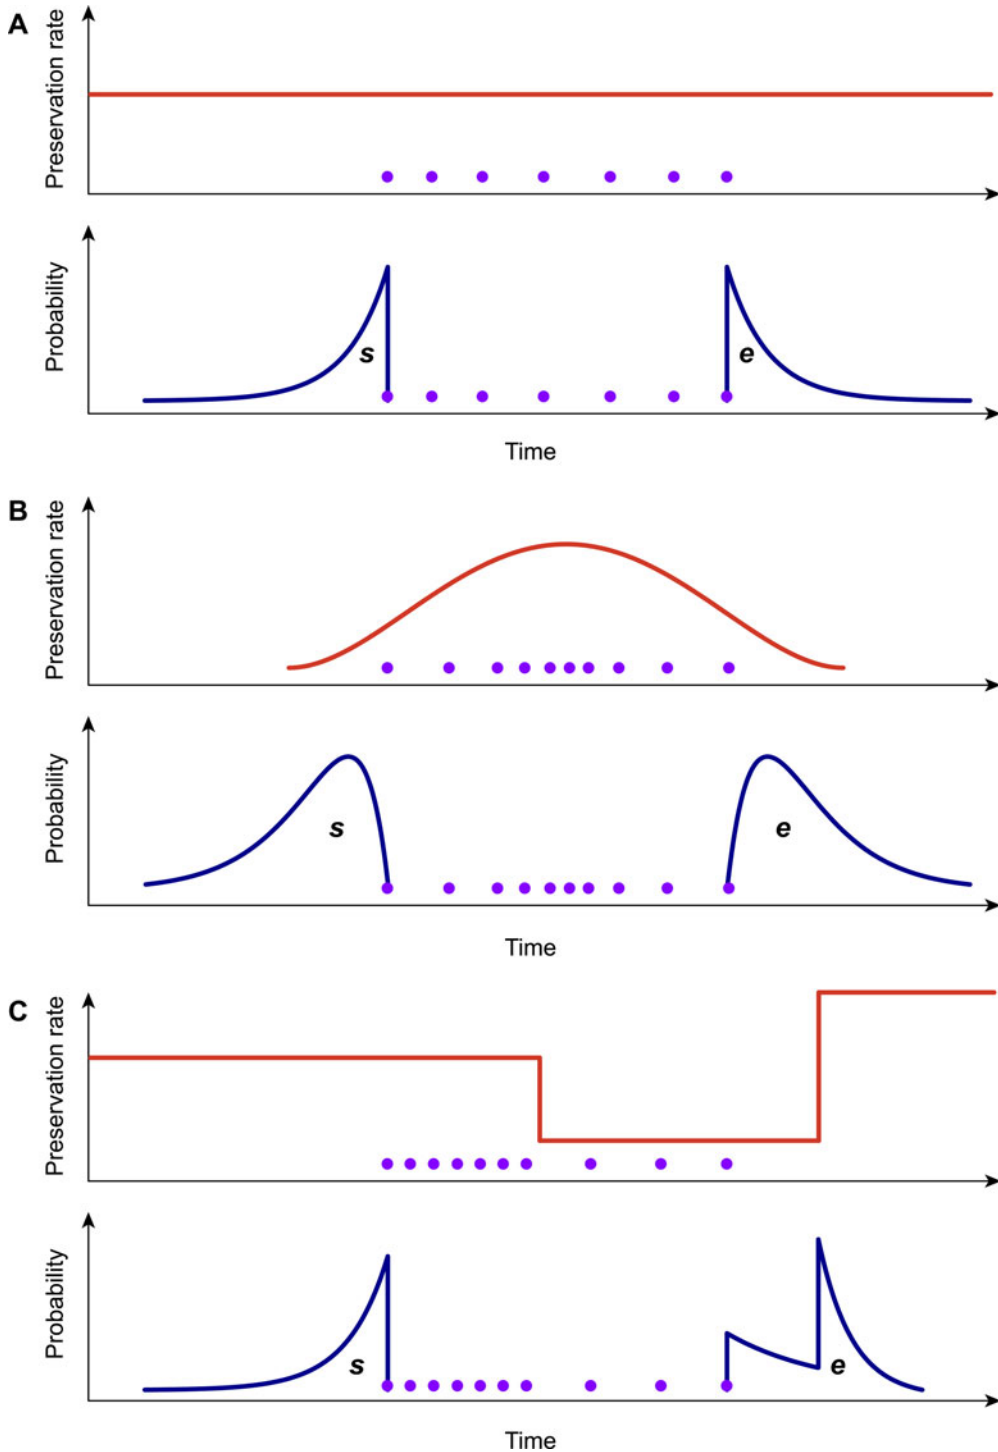 A
Preservation rate
Probability
s
e
Time
B
Preservation rate
Probability
s
e
Time
C
Preservation rate
Probability
s
e
Time